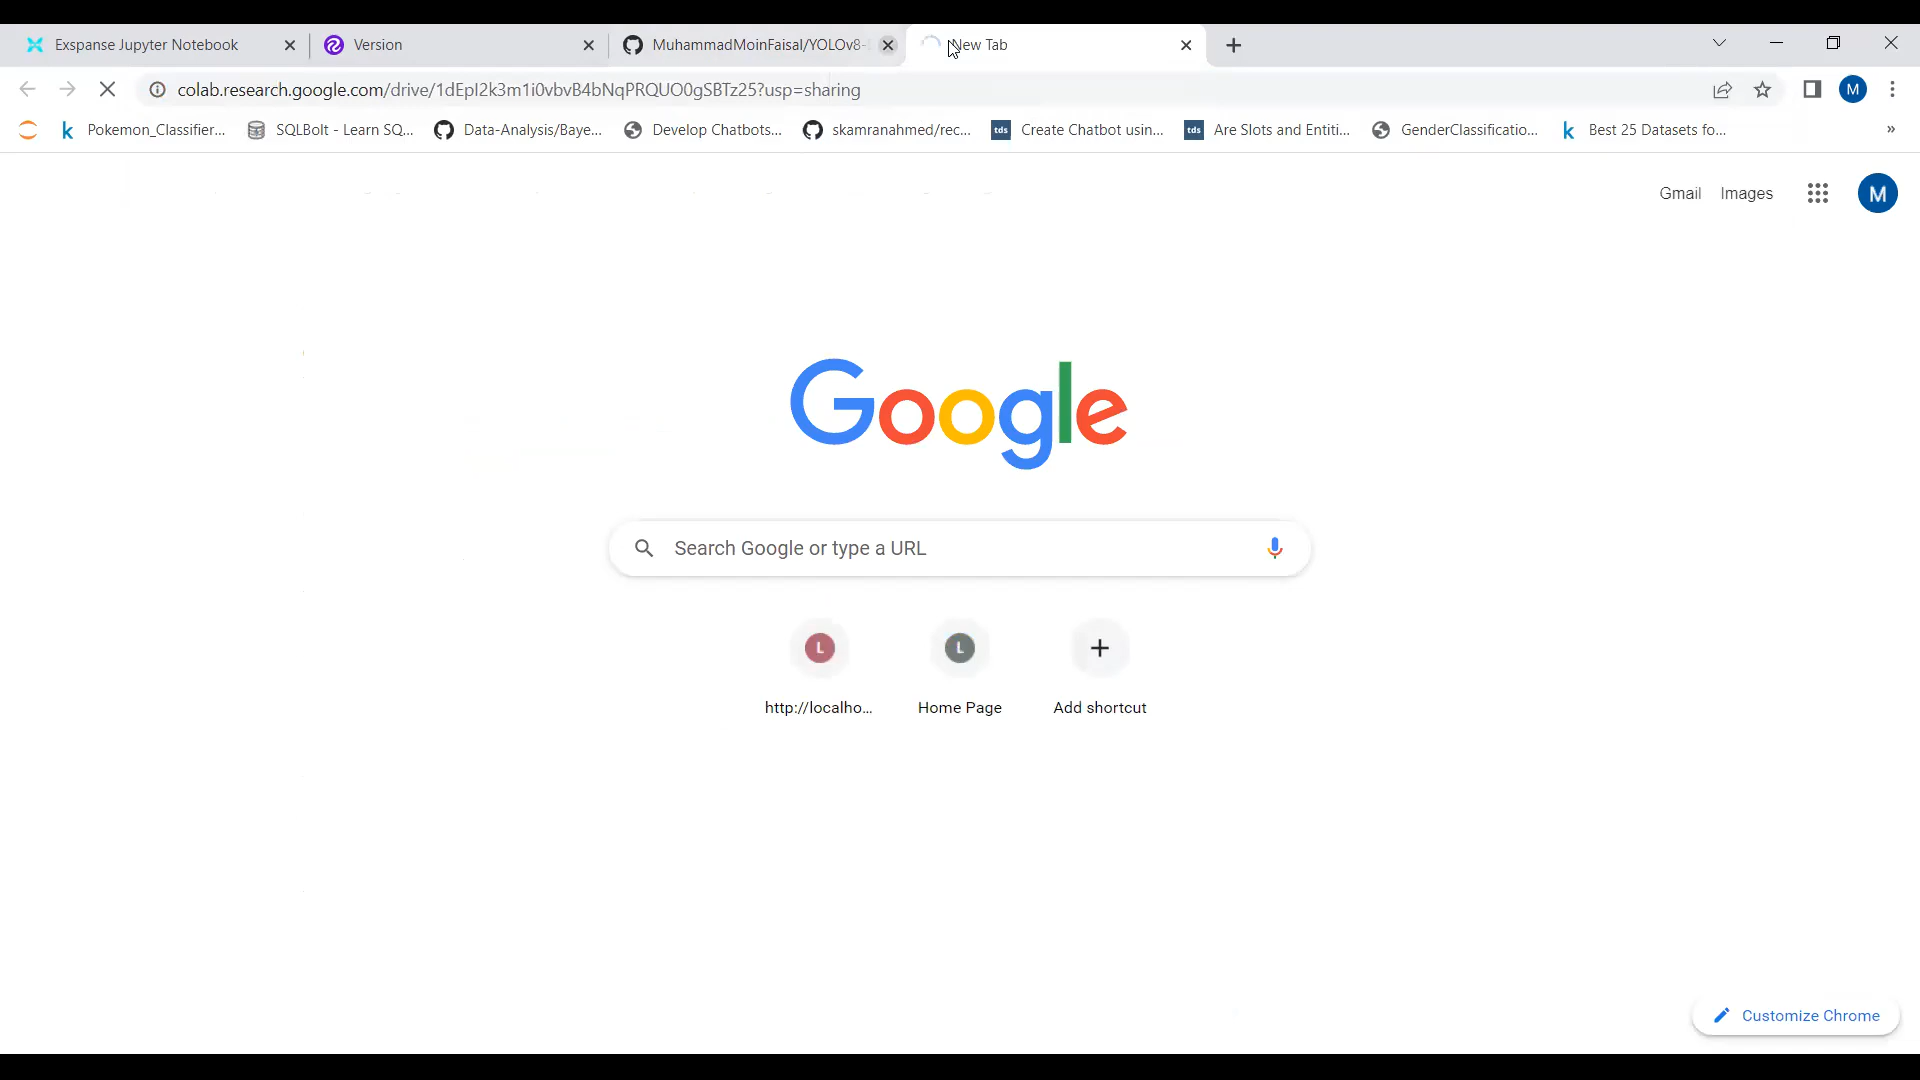 Exspanse Jupyter Notebook
Version
MuhammadMoinFaisal/YOLOv8-
New Tab
colab.research.google.com/drive/1dEpI2k3m1i0vbvB4bNqPRQUO0gSBTz25?usp=sharing
M
k Pokemon_Classifier...
SQLBolt - Learn SQ...
Data-Analysis/Baye...
Develop Chatbots...
skamranahmed/rec...
tds Create Chatbot usin...
tds Are Slots and Entiti...
GenderClassificatio...
k Best 25 Datasets fo...
»
Gmail
Images
M
Google
Search Google or type a URL
L
L
http://localho...
Home Page
Add shortcut
Customize Chrome